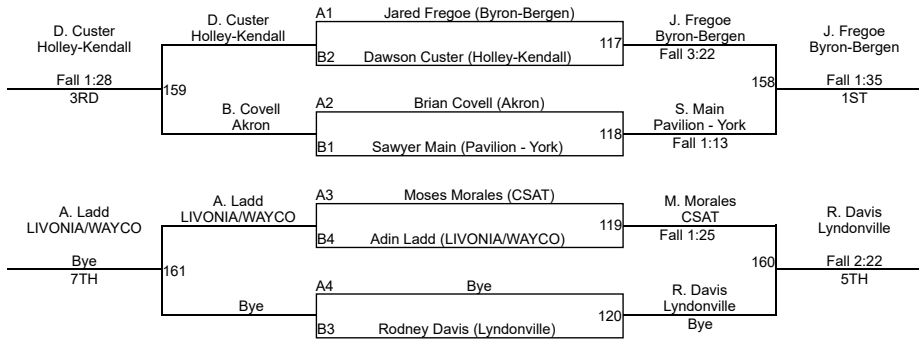 D. Custer
Holley-Kendall
Fall 1:28
3RD
159
D. Custer
Holley-Kendall
B. Covell
Akron
A1
Jared Fregoe (Byron-Bergen)
B2
Dawson Custer (Holley-Kendall)
117
A2
Brian Covell (Akron)
B1
Sawyer Main (Pavilion - York)
118
J. Fregoe
Byron-Bergen
Fall 3:22
S. Main
Pavilion - York
Fall 1:13
158
J. Fregoe
Byron-Bergen
Fall 1:35
1ST
A. Ladd
LIVONIA/WAYCO
Bye
7TH
161
A. Ladd
LIVONIA/WAYCO
Bye
A3
Moses Morales (CSAT)
B4
Adin Ladd (LIVONIA/WAYCO)
119
A4
Bye
B3
Rodney Davis (Lyndonville)
120
M. Morales
CSAT
Fall 1:25
R. Davis
Lyndonville
Bye
160
R. Davis
Lyndonville
Fall 2:22
5TH